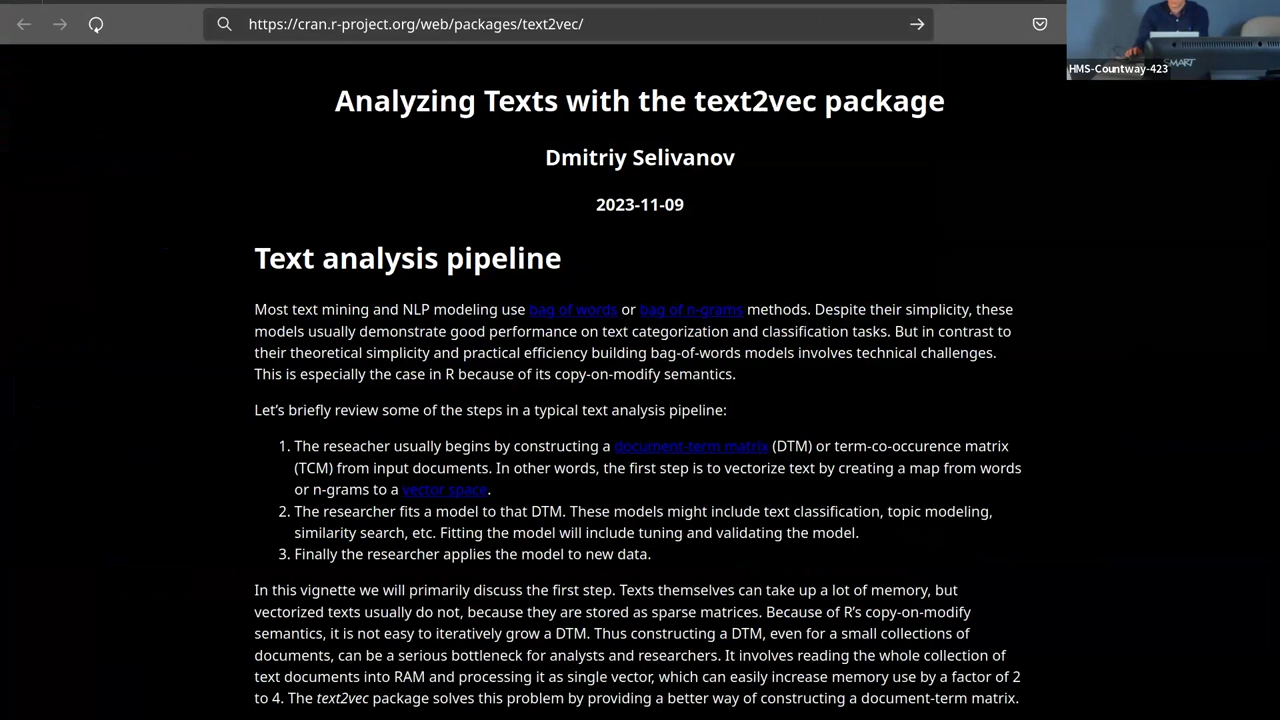 https://cran.r-project.org/web/packages/text2vec/
HMS-Countway-423
SMART
Analyzing Texts with the text2vec package
Dmitriy Selivanov
2023-11-09
Text analysis pipeline
Most text mining and NLP modeling use bag of words or bag of n-grams methods. Despite their simplicity, these
models usually demonstrate good performance on text categorization and classification tasks. But in contrast to
their theoretical simplicity and practical efficiency building bag-of-words models involves technical challenges.
This is especially the case in R because of its copy-on-modify semantics.
Let’s briefly review some of the steps in a typical text analysis pipeline:
1. The reseacher usually begins by constructing a document-term matrix (DTM) or term-co-occurence matrix
(TCM) from input documents. In other words, the first step is to vectorize text by creating a map from words
or n-grams to a vector space.
2. The researcher fits a model to that DTM. These models might include text classification, topic modeling,
similarity search, etc. Fitting the model will include tuning and validating the model.
3. Finally the researcher applies the model to new data.
In this vignette we will primarily discuss the first step. Texts themselves can take up a lot of memory, but
vectorized texts usually do not, because they are stored as sparse matrices. Because of R’s copy-on-modify
semantics, it is not easy to iteratively grow a DTM. Thus constructing a DTM, even for a small collections of
documents, can be a serious bottleneck for analysts and researchers. It involves reading the whole collection of
text documents into RAM and processing it as single vector, which can easily increase memory use by a factor of 2
to 4. The text2vec package solves this problem by providing a better way of constructing a document-term matrix.